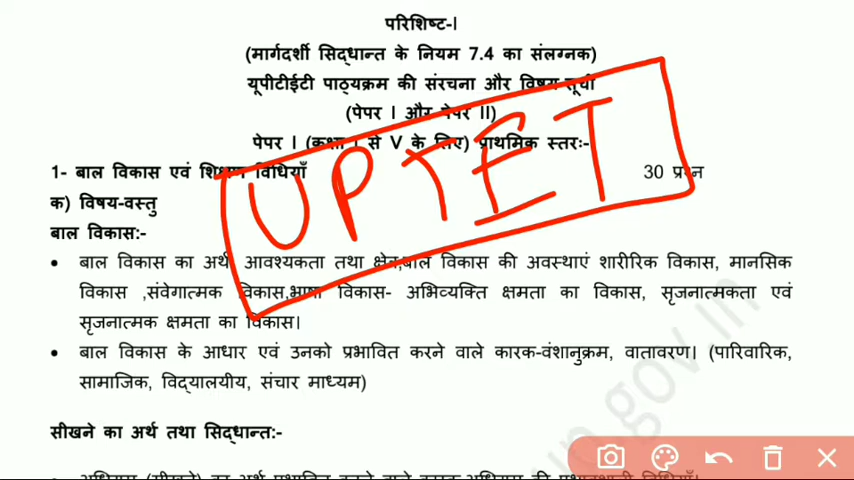 परिशिष्ट-I
(मार्गदर्शी सिद्धान्त के नियम 7.4 का संलग्नक)
यूपीटीईटी पाठ्यक्रम की संरचना और विषय सूची
(पेपर I और पेपर II)
पेपर I (कक्षा I से V के लिए) प्राथमिक स्तरः-
1- बाल विकास एवं शिक्षण विधियाँ 30 प्रश्न
UPTET
क) विषय-वस्तु
बाल विकास:-
• बाल विकास का अर्थ आवश्यकता तथा क्षेत्र,बाल विकास की अवस्थाएं शारीरिक विकास, मानसिक
विकास ,संवेगात्मक विकास,भाषा विकास- अभिव्यक्ति क्षमता का विकास, सृजनात्मकता एवं
सृजनात्मक क्षमता का विकास।
• बाल विकास के आधार एवं उनको प्रभावित करने वाले कारक-वंशानुक्रम, वातावरण। (पारिवारिक,
सामाजिक, विद्यालयीय, संचार माध्यम)
सीखने का अर्थ तथा सिद्धान्त:-